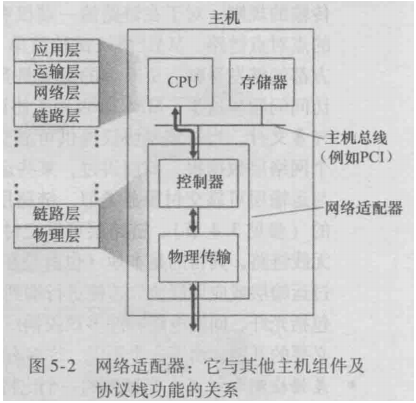 主机
应用层
运输层
网络层
链路层
CPU
存储器
主机总线
（例如PCI）
控制器
网络适配器
链路层
物理层
物理传输
图 5-2 网络适配器：它与其他主机组件及
协议栈功能的关系